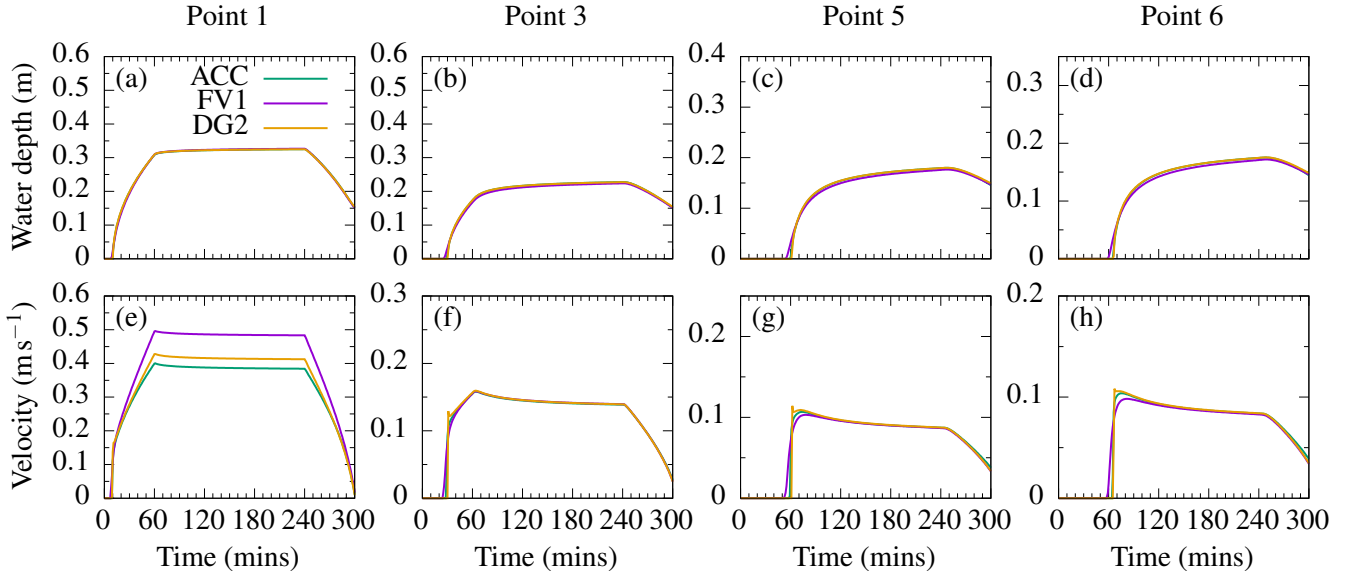 Point 1 Point 3 Point 5 Point 6
Water depth (m)
0.6
0.5
0.4
0.3
0.2
0.1
0
(a)
ACC
FV1
DG2
0.6
0.5
0.4
0.3
0.2
0.1
0
(b)
0.4
0.3
0.2
0.1
0
(c)
0.3
0.2
0.1
0
(d)
Velocity (m s−1)
0.6
0.5
0.4
0.3
0.2
0.1
0
(e)
0 60 120 180 240 300
Time (mins)
0.3
0.2
0.1
0
(f)
0 60 120 180 240 300
Time (mins)
0.2
0.1
0
(g)
0 60 120 180 240 300
Time (mins)
0.2
0.1
0
(h)
0 60 120 180 240 300
Time (mins)